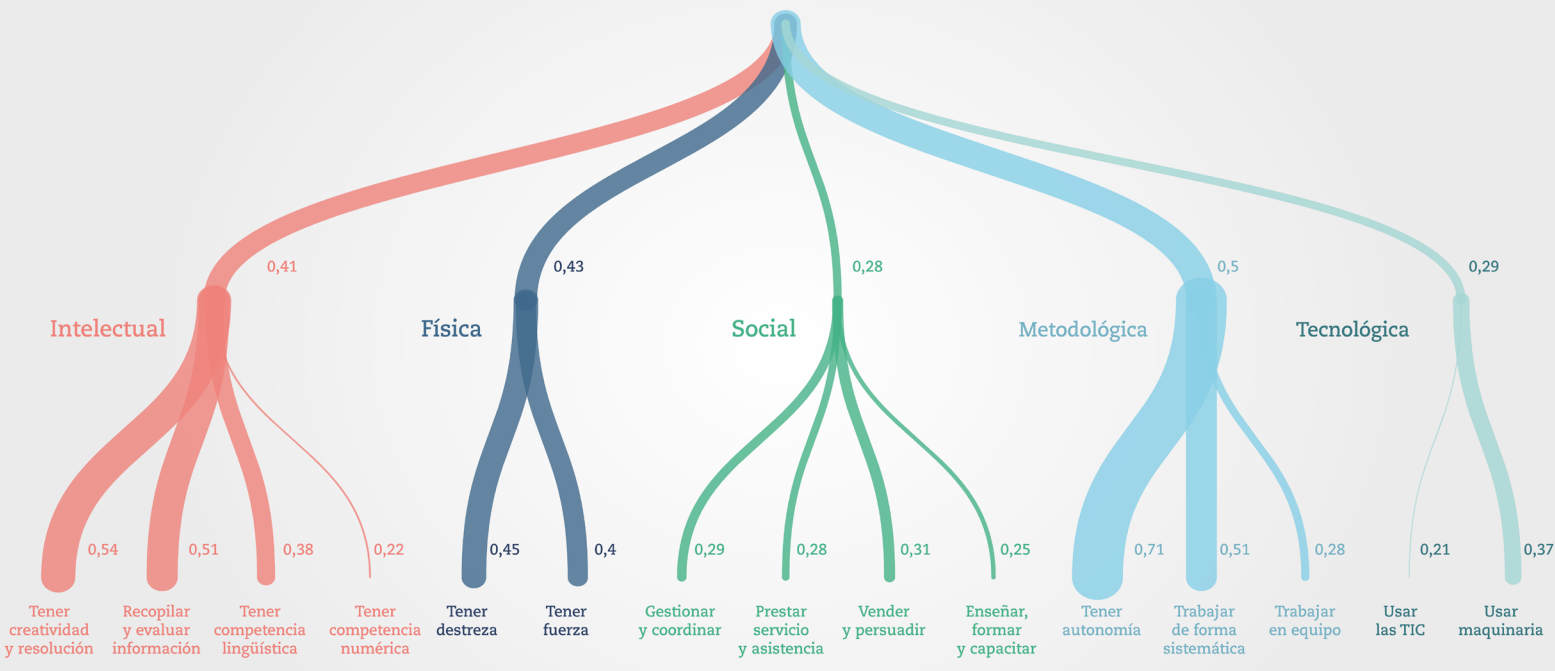 0,41
0,43
0,28
0,5
0,29
Intelectual
Física
Social
Metodológica
Tecnológica
0,54
0,51
0,38
0,22
0,45
0,4
0,29
0,28
0,31
0,25
0,71
0,51
0,28
0,21
0,37
Tener
creatividad
y resolución
Recopilar
y evaluar
información
Tener
competencia
lingüística
Tener
competencia
numérica
Tener
destreza
Tener
fuerza
Gestionar
y coordinar
Prestar
servicio
y asistencia
Vender
y persuadir
Enseñar,
formar
y capacitar
Tener
autonomía
Trabajar
de forma
sistemática
Trabajar
en equipo
Usar
las TIC
Usar
maquinaria